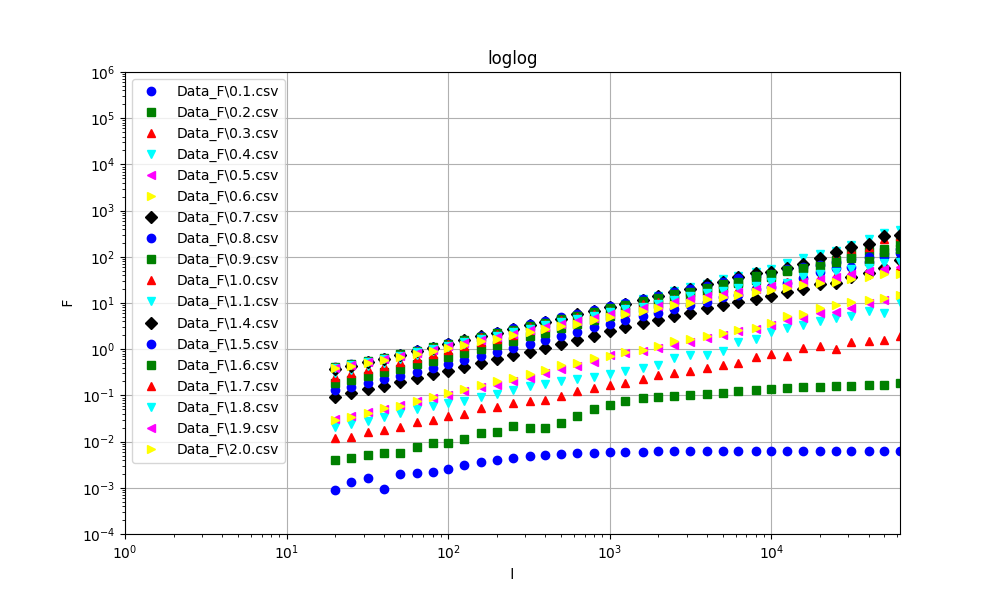 loglog
10^6
10^5
10^4
10^3
10^2
10^1
10^0
10^−1
10^−2
10^−3
10^−4
F
Data_F\0.1.csv
Data_F\0.2.csv
Data_F\0.3.csv
Data_F\0.4.csv
Data_F\0.5.csv
Data_F\0.6.csv
Data_F\0.7.csv
Data_F\0.8.csv
Data_F\0.9.csv
Data_F\1.0.csv
Data_F\1.1.csv
Data_F\1.4.csv
Data_F\1.5.csv
Data_F\1.6.csv
Data_F\1.7.csv
Data_F\1.8.csv
Data_F\1.9.csv
Data_F\2.0.csv
10^0 10^1 10^2 10^3 10^4
l